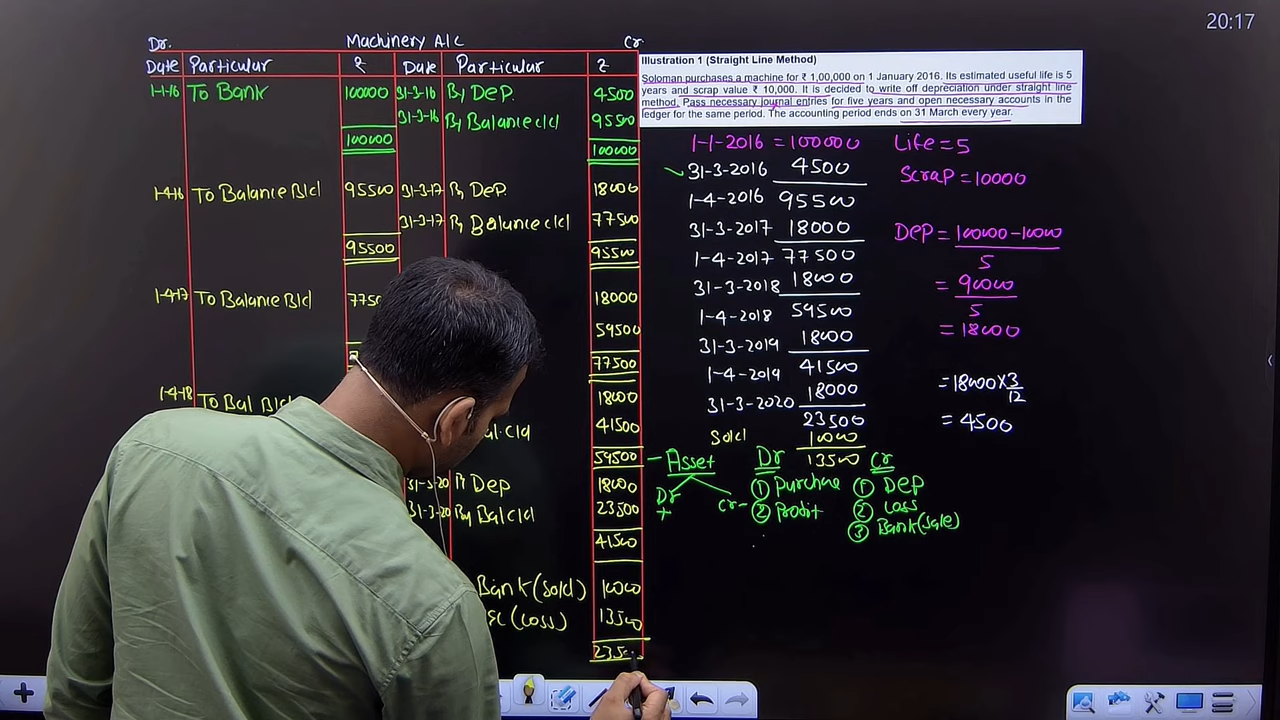 20:17
Dr. Machinery A/c Cr
Date Particular ₹ Date Particular ₹
1-1-16 To Bank 100000 31-3-16 By Dep. 4500
31-3-16 By Balance c/d 95500
100000 100000
1-4-16 To Balance B/d 95500 31-3-17 By Dep. 18000
31-3-17 By Balance c/d 77500
95500 95500
1-4-17 To Balance B/d 18000
59500
77500
1-4-18 To Bal 18000
c/d 41500
59500
By Dep 18000
By Bal c/d 23500
41500
Bank (sold) 10000
(Loss) 13500
Illustration 1 (Straight Line Method)
Soloman purchases a machine for ₹ 1,00,000 on 1 January 2016. Its estimated useful life is 5
years and scrap value ₹ 10,000. It is decided to write off depreciation under straight line
method. Pass necessary journal entries for five years and open necessary accounts in the
ledger for the same period. The accounting period ends on 31 March every year.
1-1-2016 = 100000
31-3-2016 4500
1-4-2016 95500
31-3-2017 18000
1-4-2017 77500
31-3-2018 18000
1-4-2018 59500
31-3-2019 18000
1-4-2019 41500
31-3-2020 18000
23500
Sold 10000
13500
Life = 5
Scrap = 10000
Dep = 100000 - 10000
5
= 90000
5
= 18000
= 18000 × 3
12
= 4500
Asset
Dr Cr -
+
Dr
① Purchase
② Profit
Cr
① Dep
② Loss
③ Bank (sale)